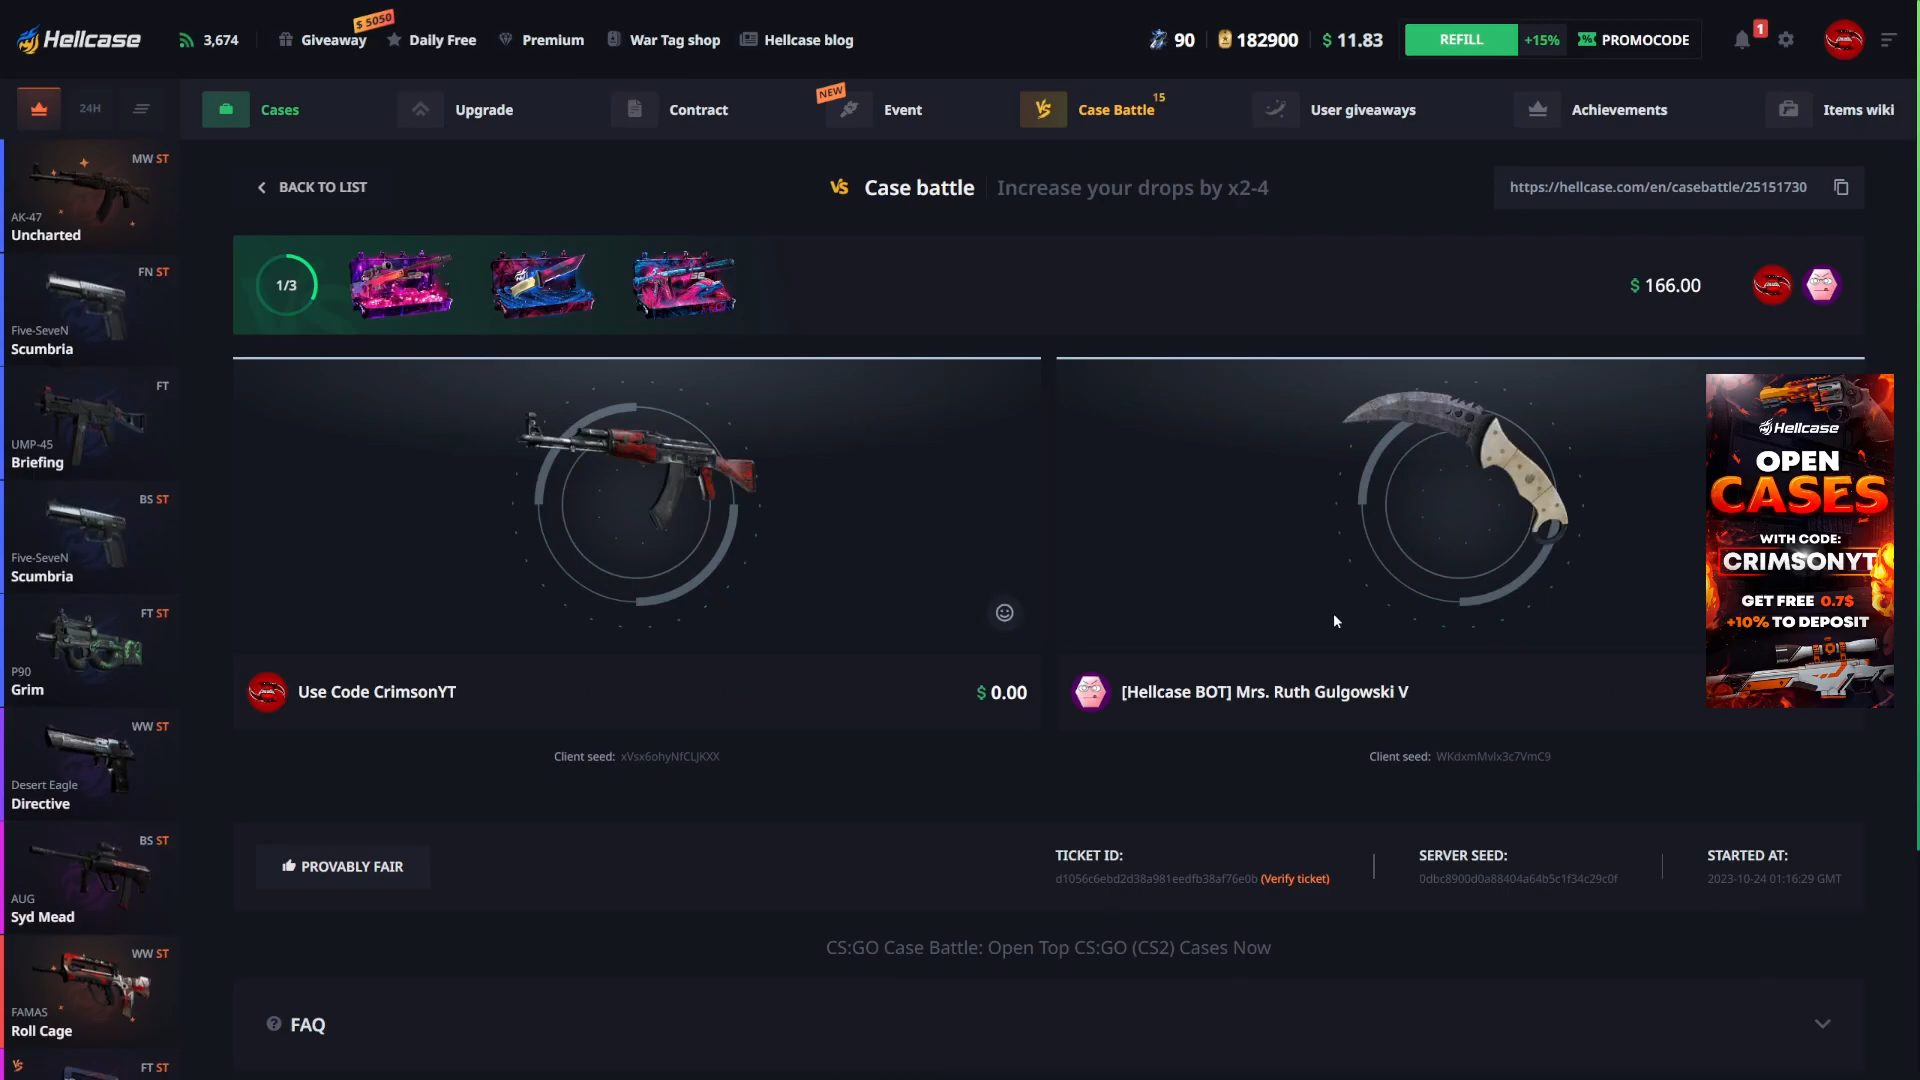 Hellcase
3,674
Giveaway
$ 5050
Daily Free
Premium
War Tag shop
Hellcase blog
90
182900
$ 11.83
REFILL
+15%
PROMOCODE
1
24H
Cases
Upgrade
Contract
NEW
Event
VS
Case Battle
15
User giveaways
Achievements
Items wiki
MW ST
AK-47
Uncharted
FN ST
Five-SeveN
Scumbria
FT
UMP-45
Briefing
BS ST
Five-SeveN
Scumbria
FT ST
P90
Grim
WW ST
Desert Eagle
Directive
BS ST
AUG
Syd Mead
WW ST
FAMAS
Roll Cage
VS
FT ST
BACK TO LIST
VS Case battle
Increase your drops by x2-4
https://hellcase.com/en/casebattle/25151730
1/3
$ 166.00
Use Code CrimsonYT
$ 0.00
[Hellcase BOT] Mrs. Ruth Gulgowski V
Client seed: xVsx6ohyNfCLJKXX
Client seed: WKdxmMvlx3c7VmC9
Hellcase
OPEN
CASES
WITH CODE:
CRIMSONYT
GET FREE 0.7$
+10% TO DEPOSIT
PROVABLY FAIR
TICKET ID:
d1056c6ebd2d38a981eedfb38af76e0b (Verify ticket)
SERVER SEED:
0dbc8900d0a88404a64b5c1f34c29c0f
STARTED AT:
2023-10-24 01:16:29 GMT
CS:GO Case Battle: Open Top CS:GO (CS2) Cases Now
FAQ